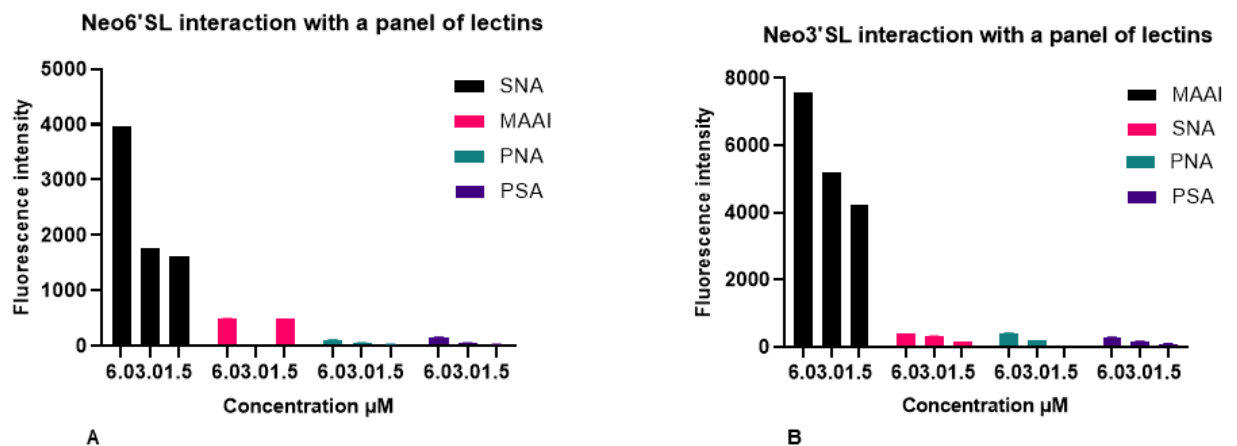 Neo6'SL interaction with a panel of lectins
Fluorescence intensity
5000
4000
3000
2000
1000
0
SNA
MAAI
PNA
PSA
6.03.01.5 6.03.01.5 6.03.01.5 6.03.01.5
Concentration µM
A
Neo3'SL interaction with a panel of lectins
Fluorescence intensity
8000
6000
4000
2000
0
MAAI
SNA
PNA
PSA
6.03.01.5 6.03.01.5 6.03.01.5 6.03.01.5
Concentration µM
B